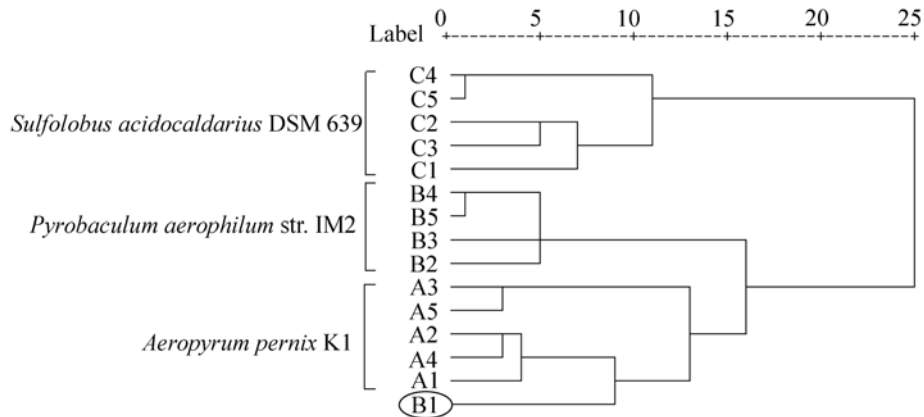 0 5 10 15 20 25
Label
C4
C5
C2
Sulfolobus acidocaldarius DSM 639
C3
C1
B4
B5
Pyrobaculum aerophilum str. IM2
B3
B2
A3
A5
A2
Aeropyrum pernix K1
A4
A1
B1